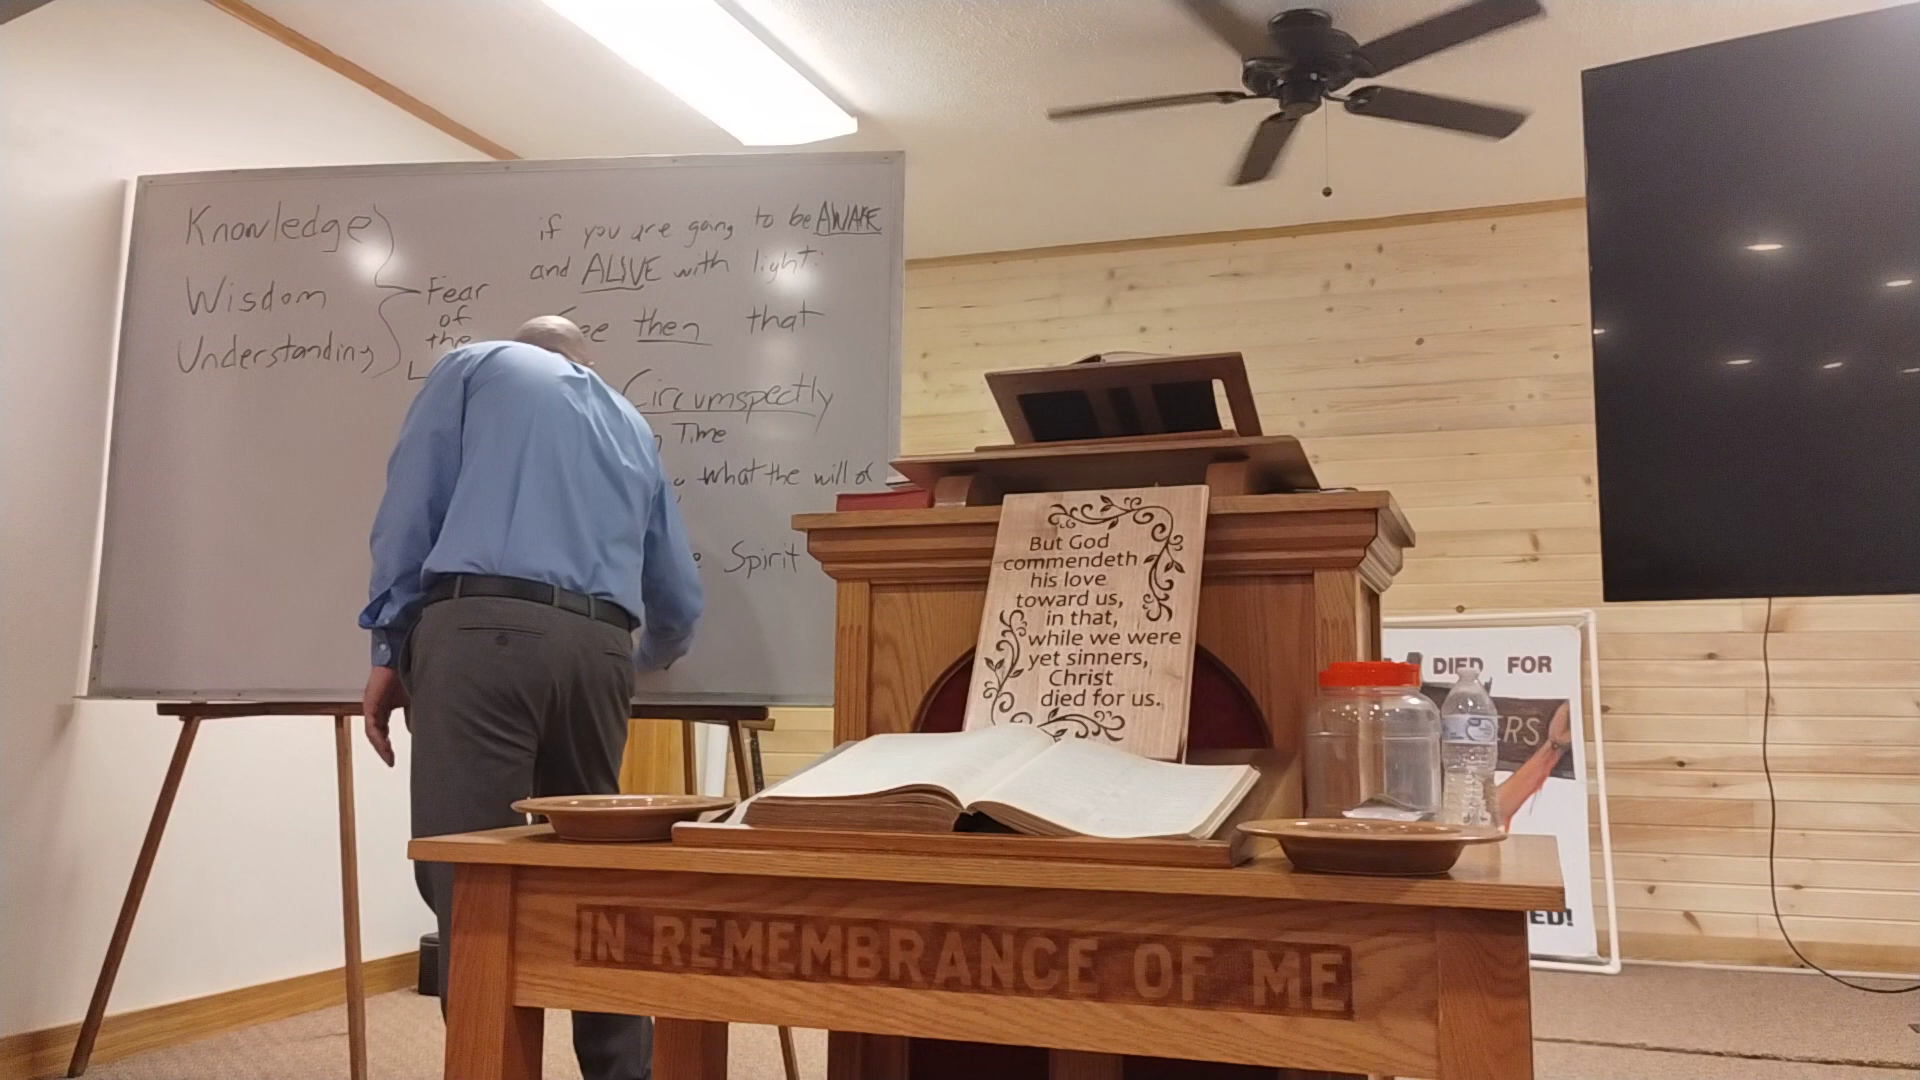 Knowledge
Wisdom
Understanding
Fear
of
the
if you are going to be AWAKE
and ALIVE with light:
then that
Circumspectly
Time
what the will of
Spirit
But God
commendeth
his love
toward us,
in that,
while we were
yet sinners,
Christ
died for us.
DIED FOR
ERS
ED!
IN REMEMBRANCE OF ME